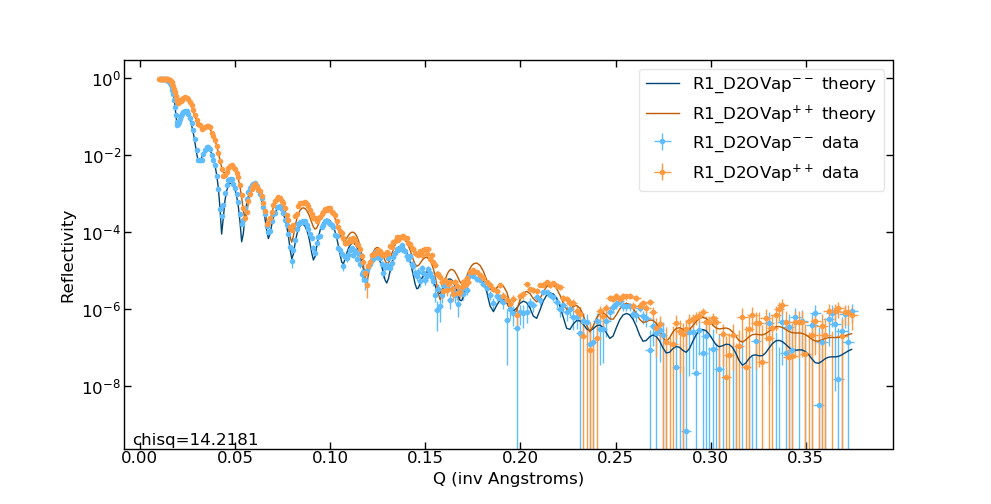 10⁰
10⁻²
10⁻⁴
10⁻⁶
10⁻⁸
Reflectivity
R1_D2OVap⁻⁻ theory
R1_D2OVap⁺⁺ theory
R1_D2OVap⁻⁻ data
R1_D2OVap⁺⁺ data
chisq=14.2181
0.00 0.05 0.10 0.15 0.20 0.25 0.30 0.35
Q (inv Angstroms)